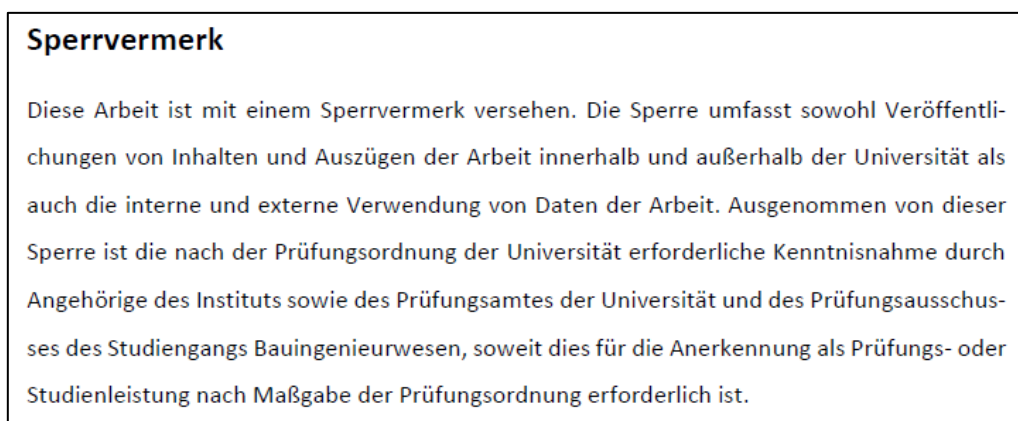 Sperrvermerk
Diese Arbeit ist mit einem Sperrvermerk versehen. Die Sperre umfasst sowohl Veröffentli-
chungen von Inhalten und Auszügen der Arbeit innerhalb und außerhalb der Universität als
auch die interne und externe Verwendung von Daten der Arbeit. Ausgenommen von dieser
Sperre ist die nach der Prüfungsordnung der Universität erforderliche Kenntnisnahme durch
Angehörige des Instituts sowie des Prüfungsamtes der Universität und des Prüfungsausschus-
ses des Studiengangs Bauingenieurwesen, soweit dies für die Anerkennung als Prüfungs- oder
Studienleistung nach Maßgabe der Prüfungsordnung erforderlich ist.